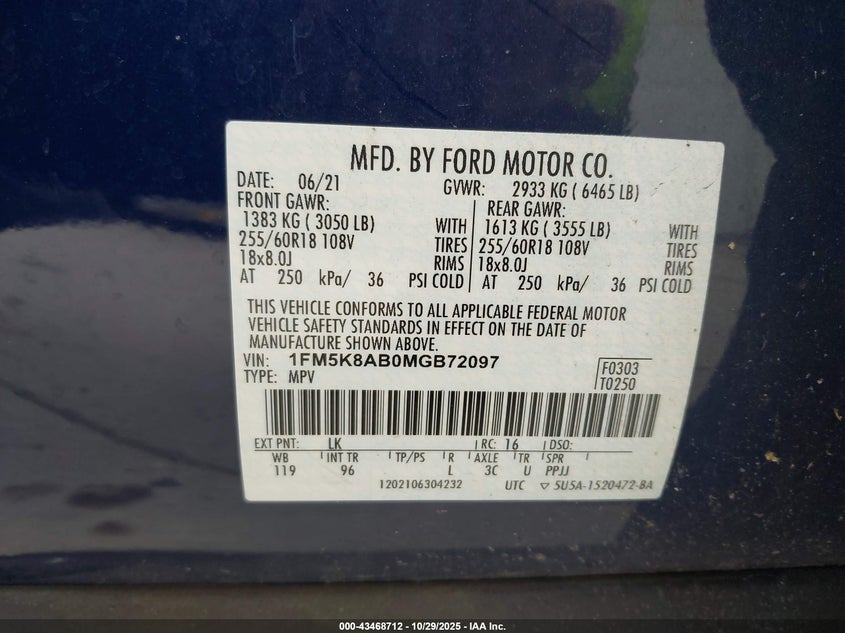 MFD. BY FORD MOTOR CO.
DATE: 06/21 GVWR: 2933 KG ( 6465 LB)
FRONT GAWR: REAR GAWR:
1383 KG ( 3050 LB) WITH 1613 KG ( 3555 LB) WITH
255/60R18 108V TIRES 255/60R18 108V TIRES
18x8.0J RIMS 18x8.0J RIMS
AT 250 kPa/ 36 PSI COLD AT 250 kPa/ 36 PSI COLD
THIS VEHICLE CONFORMS TO ALL APPLICABLE FEDERAL MOTOR
VEHICLE SAFETY STANDARDS IN EFFECT ON THE DATE OF
MANUFACTURE SHOWN ABOVE.
VIN: 1FM5K8AB0MGB72097 F0303
TYPE: MPV T0250
EXT PNT: LK RC: 16 DSO:
WB INT TR TP/PS R AXLE TR SPR
119 96 L 3C U PPJJ
1202106304232 UTC ▽ 5U5A-1520472-BA
000-43468712 - 10/29/2025 - IAA Inc.